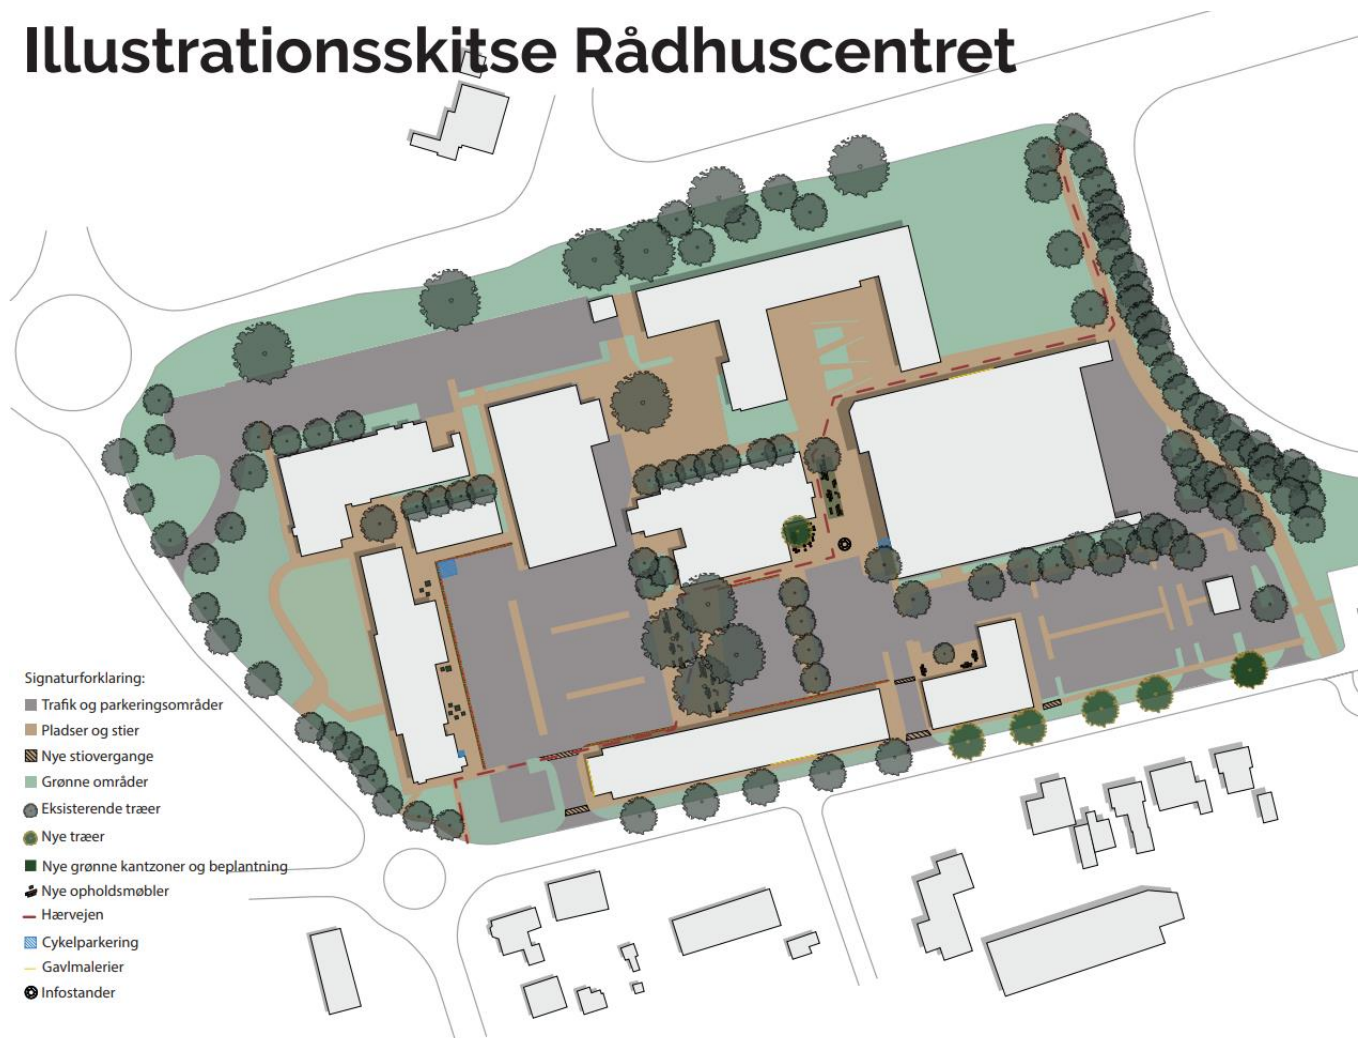 Illustrationsskitse Rådhuscentret
Signaturforklaring:
Trafik og parkeringsområder
Pladser og stier
Nye stiovergange
Grønne områder
Eksisterende træer
Nye træer
Nye grønne kantzoner og beplantning
Nye opholdsmøbler
Hærvejen
Cykelparkering
Gavlmalerier
Infostander